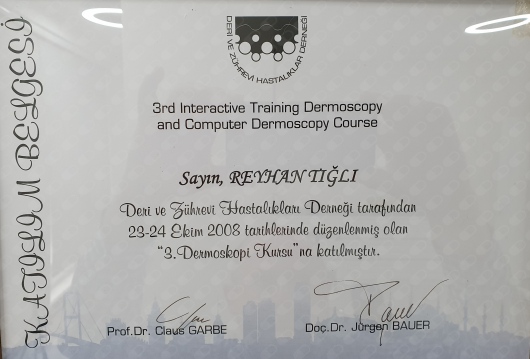 DERİ VE ZÜHREVİ HASTALIKLAR DERNEĞİ
KATILIM BELGESİ
3rd Interactive Training Dermoscopy
and Computer Dermoscopy Course
Sayın, REYHAN TIĞLI
Deri ve Zührevi Hastalıkları Derneği tarafından
23-24 Ekim 2008 tarihlerinde düzenlenmiş olan
“3. Dermoskopi Kursu”na katılmıştır.
Prof.Dr. Claus GARBE
Doç.Dr. Jürgen BAUER